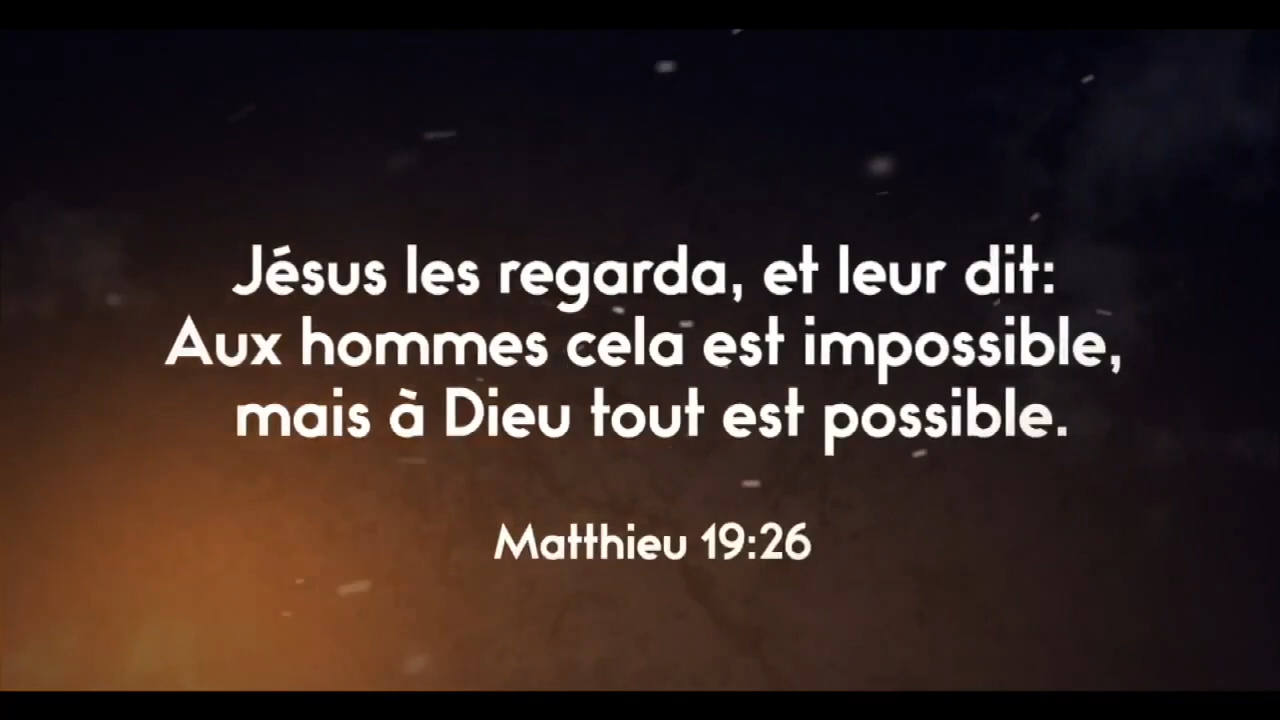 Jésus les regarda, et leur dit:
Aux hommes cela est impossible,
mais à Dieu tout est possible.
Matthieu 19:26